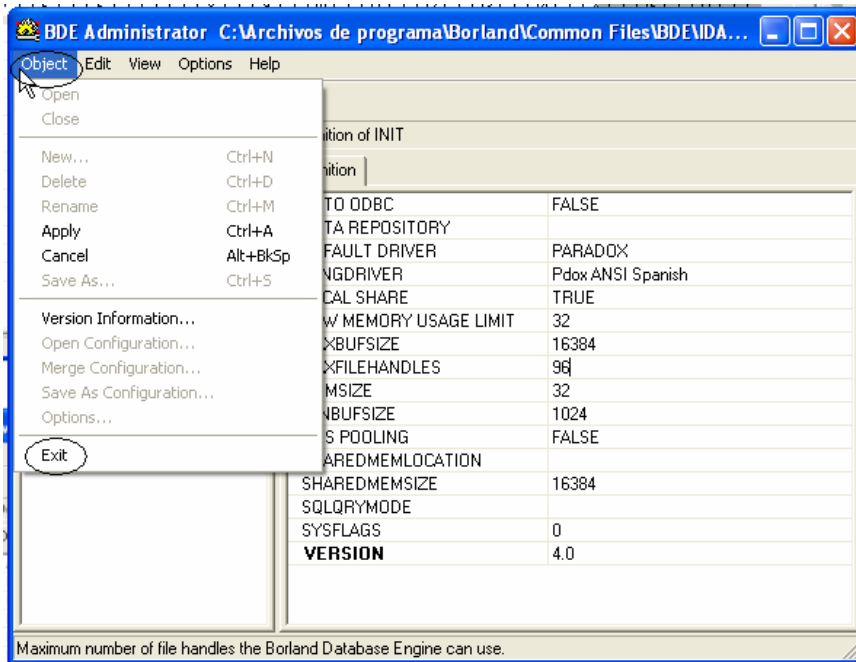 BDE Administrator C:\Archivos de programa\Borland\Common Files\BDE\IDA...
Object Edit View Options Help
Open
Close
New... Ctrl+N
Delete Ctrl+D
Rename Ctrl+M
Apply Ctrl+A
Cancel Alt+BkSp
Save As... Ctrl+S
Version Information...
Open Configuration...
Merge Configuration...
Save As Configuration...
Options...
Exit
ition of INIT
nition
TO ODBC FALSE
TA REPOSITORY
FAULT DRIVER PARADOX
NGDRIVER Pdox ANSI Spanish
CAL SHARE TRUE
W MEMORY USAGE LIMIT 32
XBUFSIZE 16384
XFILEHANDLES 96
MSIZE 32
NBUFSIZE 1024
S POOLING FALSE
AREDMEMLOCATION
SHAREDMEMSIZE 16384
SQLQRYMODE
SYSFLAGS 0
VERSION 4.0
Maximum number of file handles the Borland Database Engine can use.